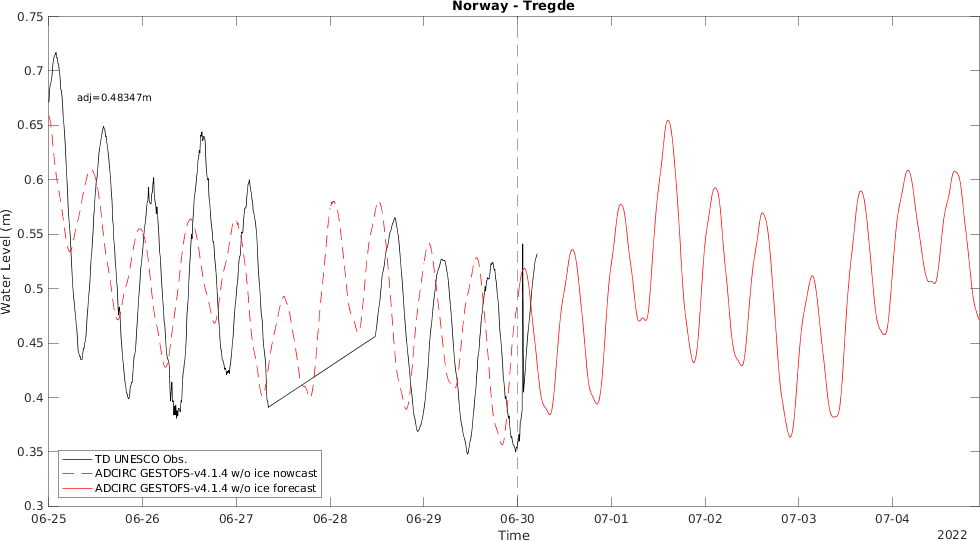 Norway - Tregde
0.75
0.7
0.65
0.6
0.55
0.5
0.45
0.4
0.35
0.3
Water Level (m)
adj=0.48347m
TD UNESCO Obs.
ADCIRC GESTOFS-v4.1.4 w/o ice nowcast
ADCIRC GESTOFS-v4.1.4 w/o ice forecast
06-25 06-26 06-27 06-28 06-29 06-30 07-01 07-02 07-03 07-04
Time
2022